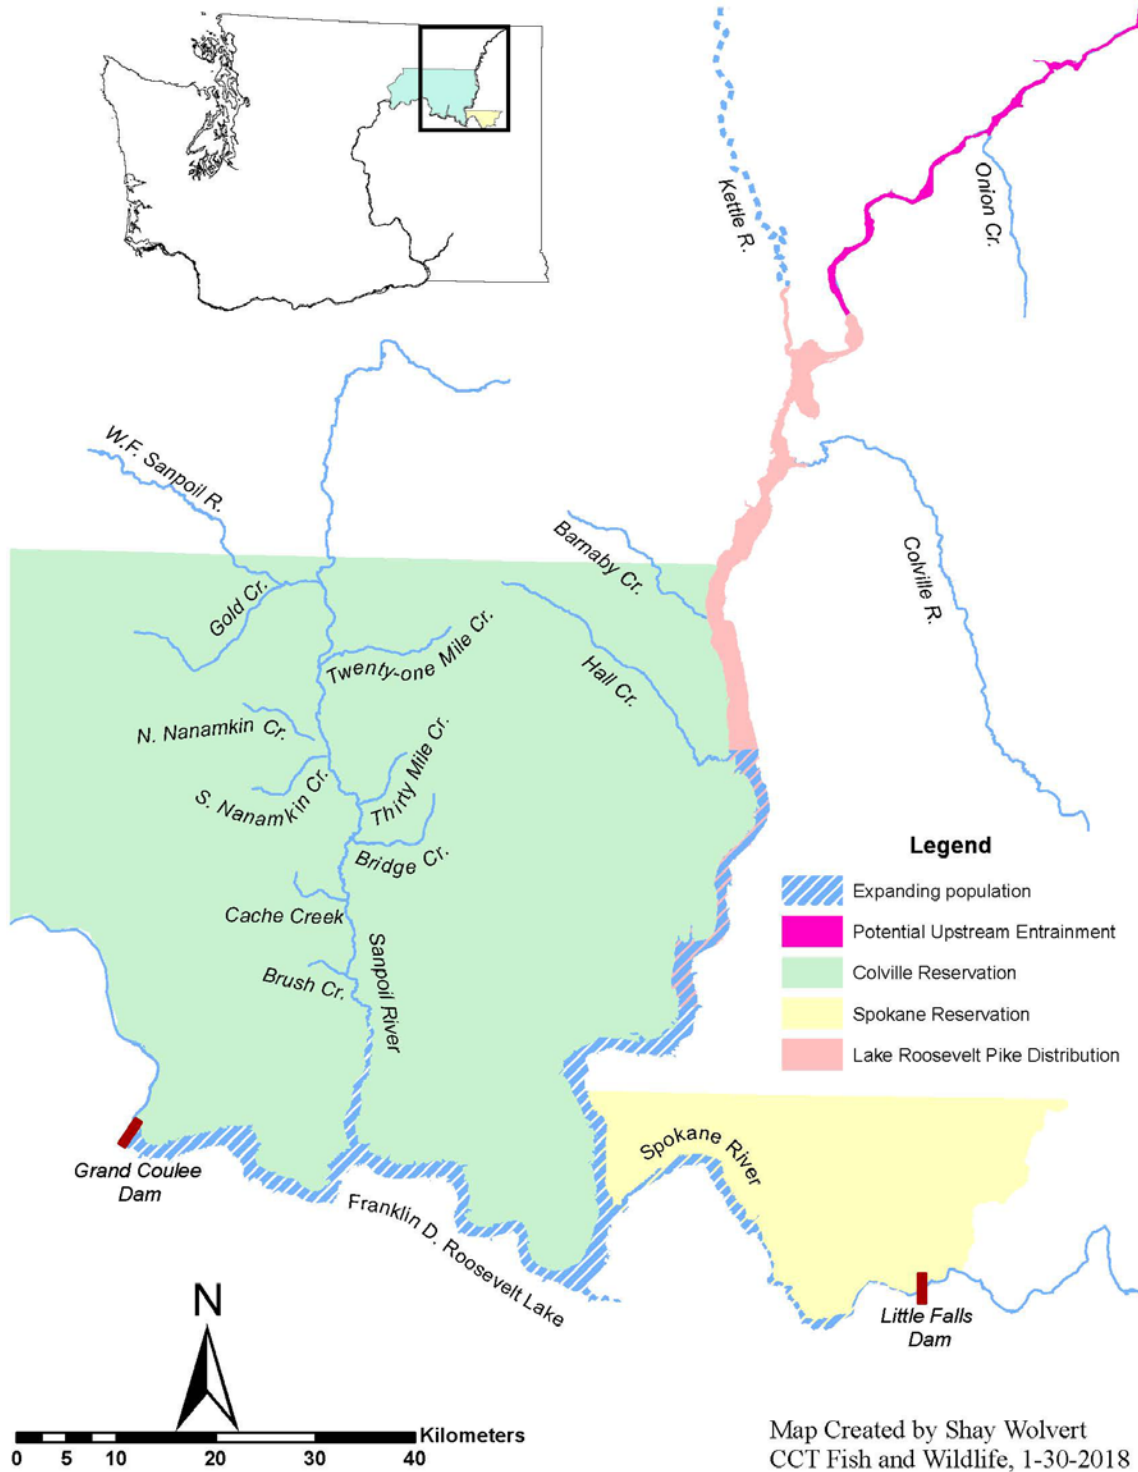 Kettle R.
Onion Cr.
W.F. Sanpoil R.
Barnaby Cr.
Colville R.
Gold Cr.
Twenty-one Mile Cr.
Hall Cr.
N. Nanamkin Cr.
S. Nanamkin Cr.
Thirty Mile Cr.
Bridge Cr.
Cache Creek
Sanpoil River
Brush Cr.
Legend
Expanding population
Potential Upstream Entrainment
Colville Reservation
Spokane Reservation
Lake Roosevelt Pike Distribution
Spokane River
Grand Coulee
Dam
Franklin D. Roosevelt Lake
Little Falls
Dam
N
Kilometers
0 5 10 20 30 40
Map Created by Shay Wolvert
CCT Fish and Wildlife, 1-30-2018